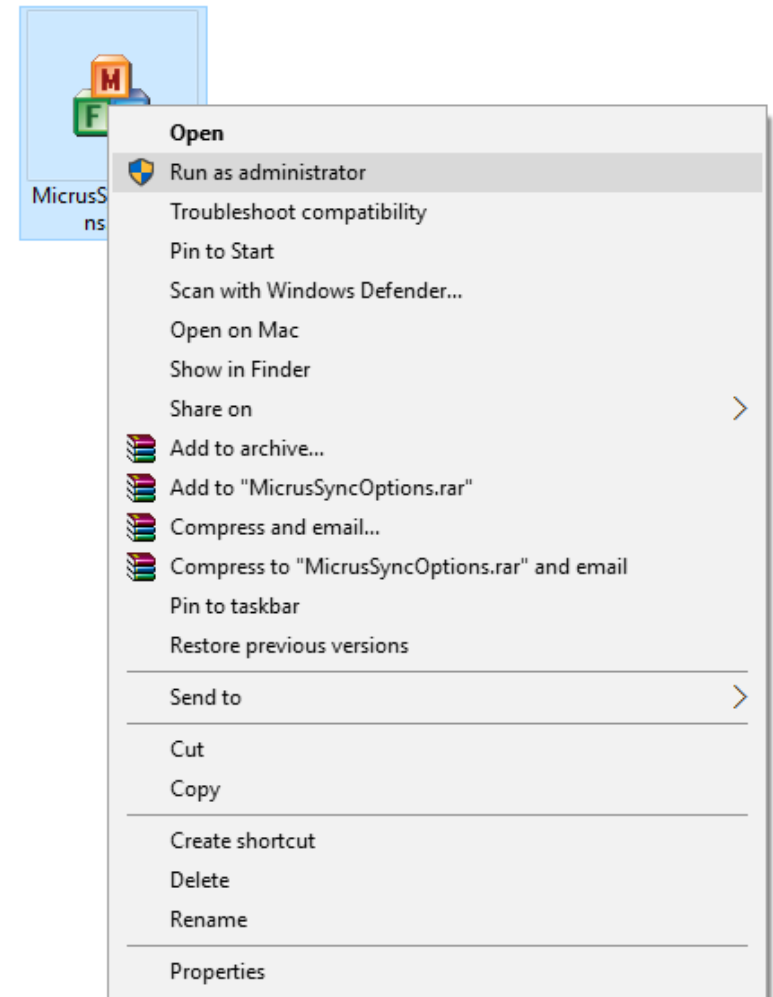 M
F
MicrusS
ns
Open
Run as administrator
Troubleshoot compatibility
Pin to Start
Scan with Windows Defender...
Open on Mac
Show in Finder
Share on
Add to archive...
Add to "MicrusSyncOptions.rar"
Compress and email...
Compress to "MicrusSyncOptions.rar" and email
Pin to taskbar
Restore previous versions
Send to
Cut
Copy
Create shortcut
Delete
Rename
Properties